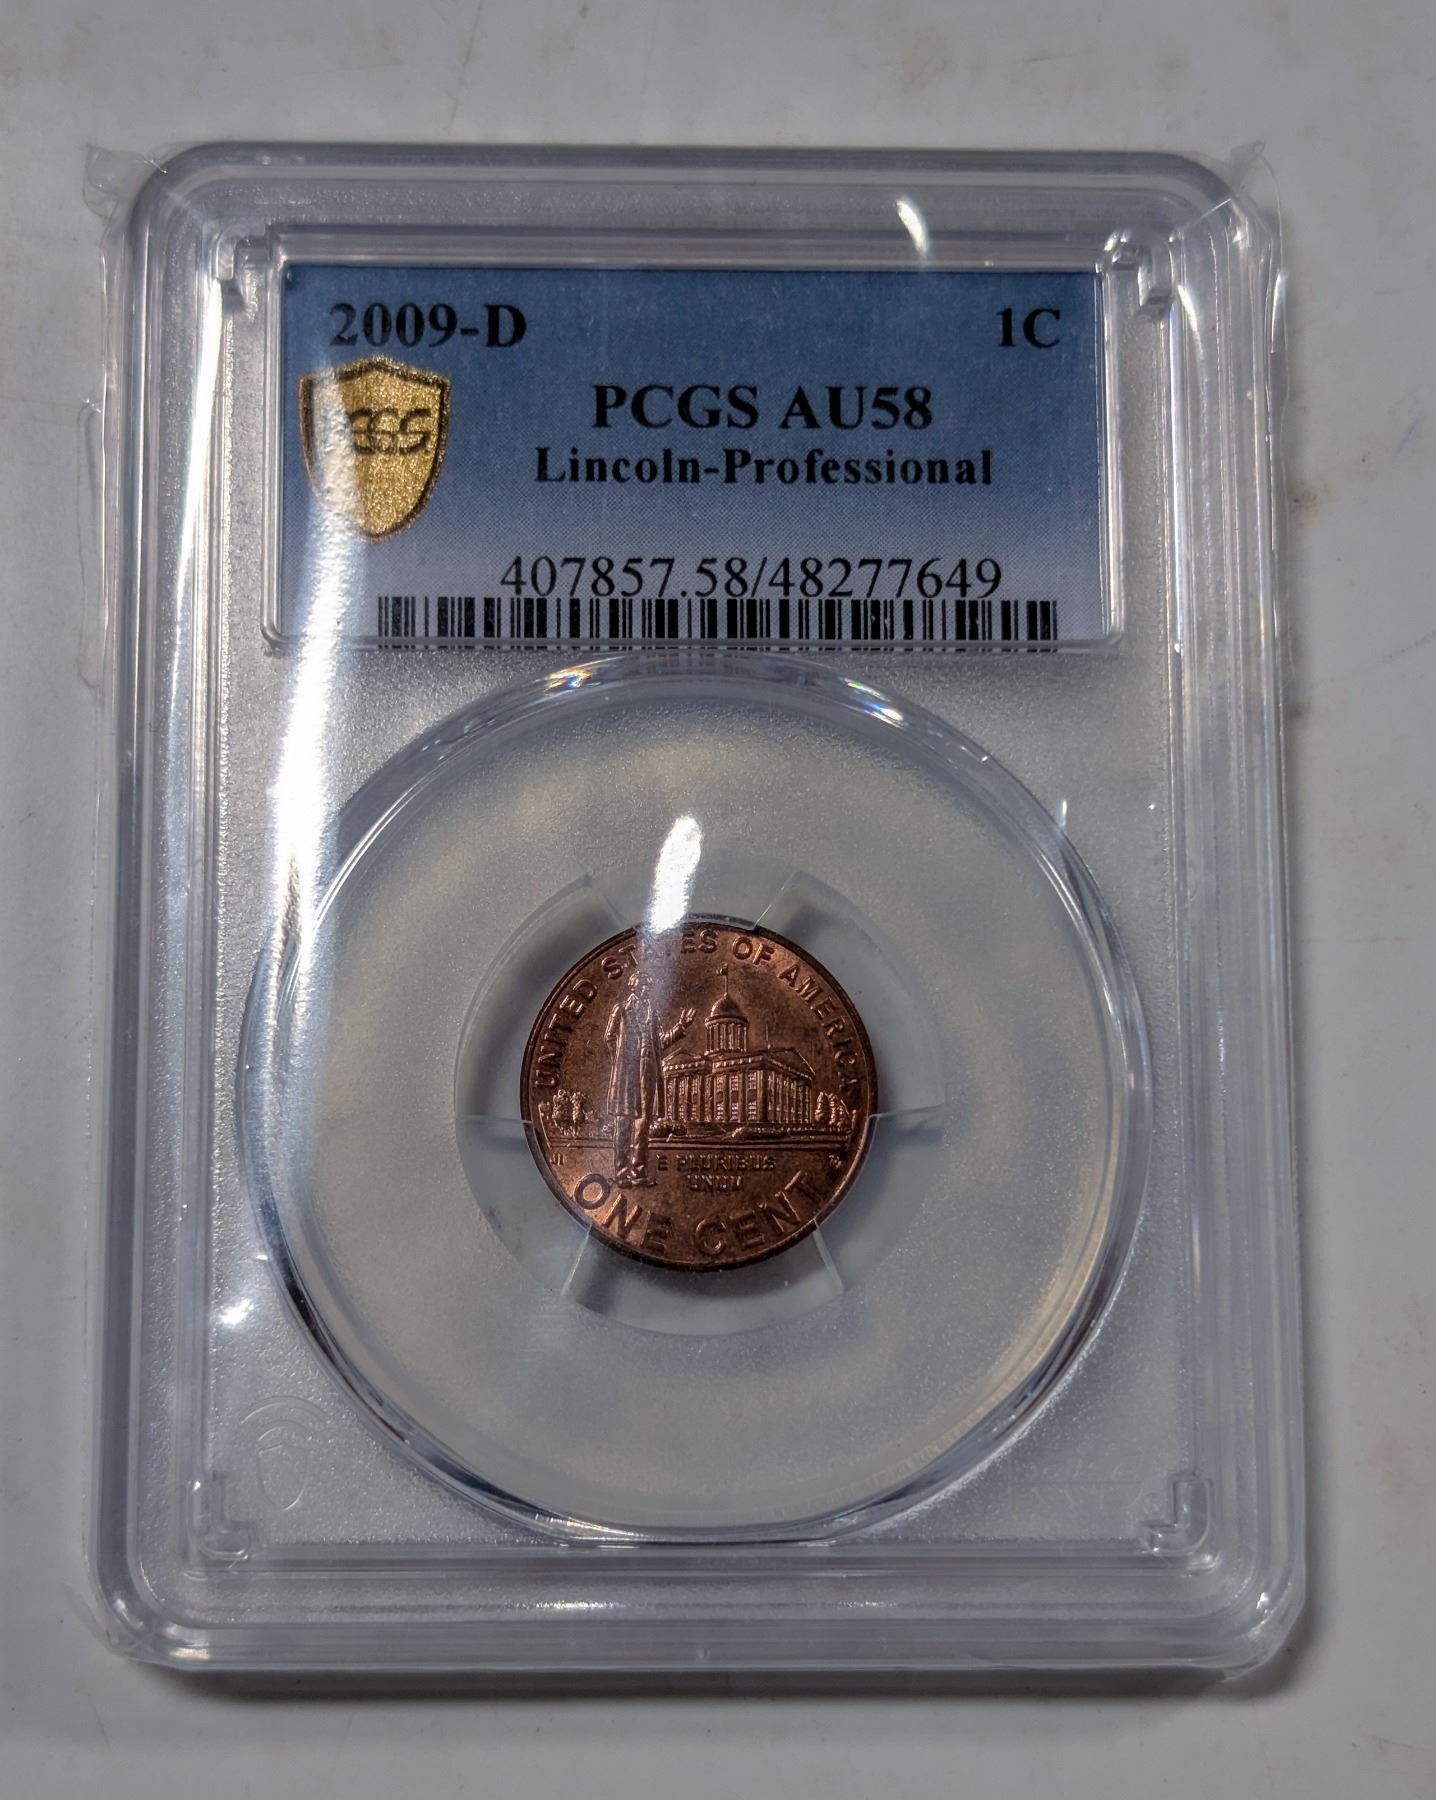 2009-D 1C
PCGS AU58
Lincoln-Professional
407857.58/48277649
UNITED STATES OF AMERICA
E PLURIBUS
UNUM
ONE CENT